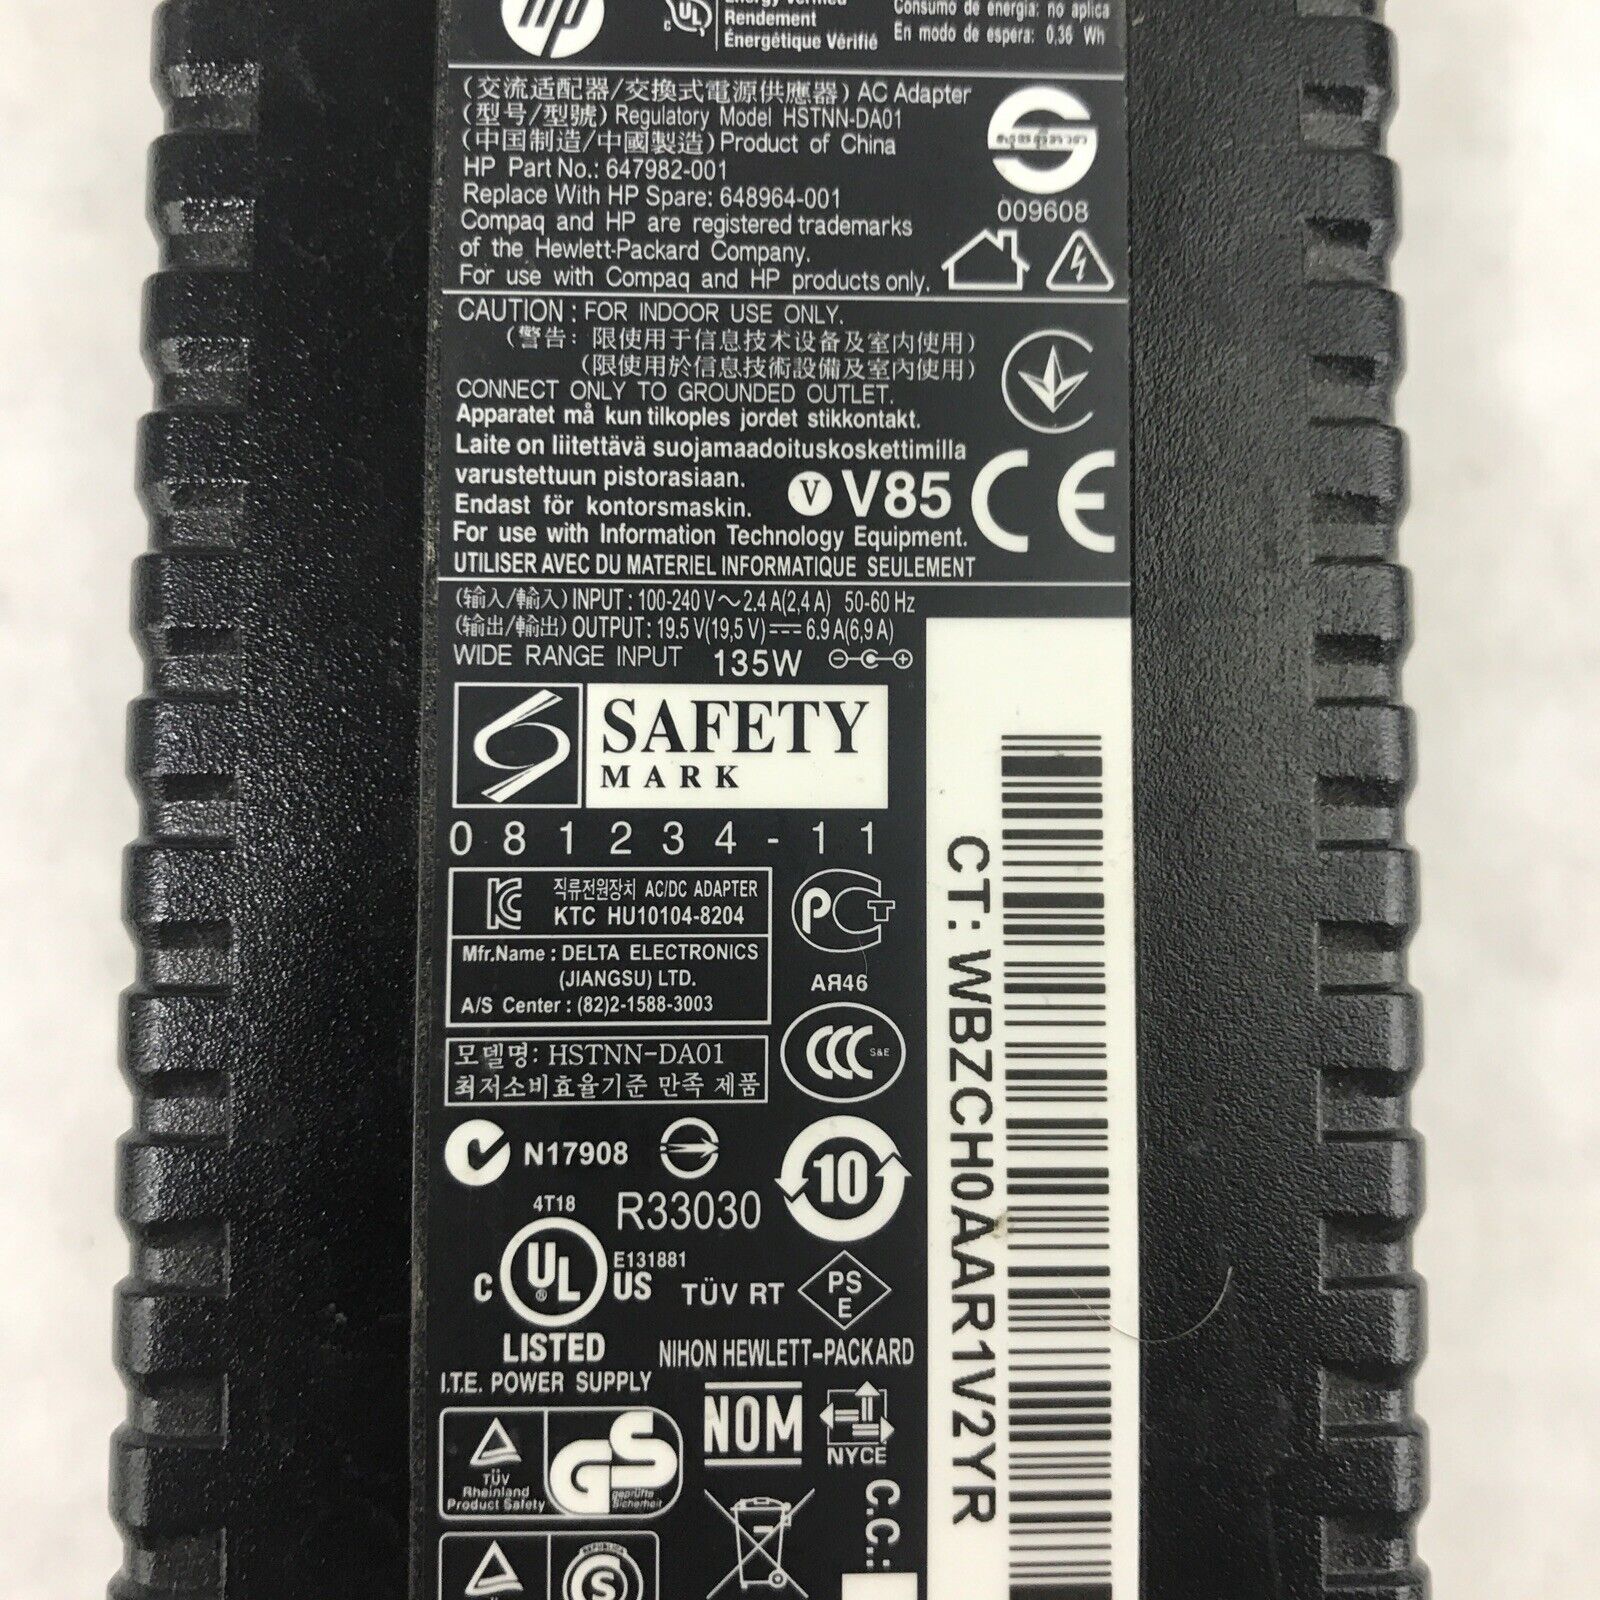 hp
Energy Verified
Rendement
Énergétique Vérifié
Consumo de energía: no aplica
En modo de espera: 0,36 Wh
(交流适配器/交換式電源供應器) AC Adapter
(型号/型號) Regulatory Model HSTNN-DA01
(中国制造/中國製造) Product of China
HP Part No.: 647982-001
Replace With HP Spare: 648964-001
Compaq and HP are registered trademarks
of the Hewlett-Packard Company.
For use with Compaq and HP products only.
009608
CAUTION : FOR INDOOR USE ONLY.
(警告: 限使用于信息技术设备及室内使用)
(限使用於信息技術設備及室內使用)
CONNECT ONLY TO GROUNDED OUTLET.
Apparatet må kun tilkoples jordet stikkontakt.
Laite on liitettävä suojamaadoituskoskettimilla
varustettuun pistorasiaan.
Endast för kontorsmaskin.
V V85 CE
For use with Information Technology Equipment.
UTILISER AVEC DU MATERIEL INFORMATIQUE SEULEMENT
(输入/輸入) INPUT : 100-240 V~2.4 A(2,4 A) 50-60 Hz
(输出/輸出) OUTPUT : 19.5 V(19,5 V)⎓6.9 A(6,9 A)
WIDE RANGE INPUT 135W
SAFETY
MARK
081234-11
직류전원장치 AC/DC ADAPTER
KTC HU10104-8204
Mfr.Name : DELTA ELECTRONICS
(JIANGSU) LTD.
A/S Center : (82)2-1588-3003
PCT
АЯ46
모델명: HSTNN-DA01
최저소비효율기준 만족 제품
CCC S&E
N17908
R33030
10
4T18
C UL ® US
E131881
LISTED
I.T.E. POWER SUPPLY
TÜV RT
PS
E
NIHON HEWLETT-PACKARD
TÜV
Rheinland
Product Safety
GS
geprüfte
Sicherheit
NOM
NYCE
C.C.:
S
CT: WBZCH0AAR1V2YR